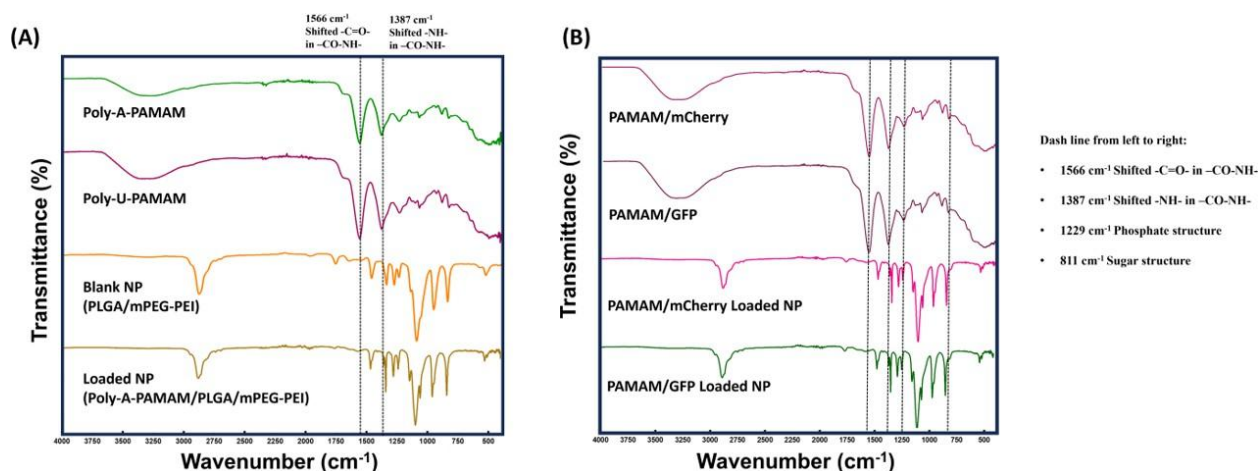 (A)
1566 cm⁻¹
Shifted -C=O-
in –CO-NH-
1387 cm⁻¹
Shifted -NH-
in –CO-NH-
Transmittance (%)
Poly-A-PAMAM
Poly-U-PAMAM
Blank NP
(PLGA/mPEG-PEI)
Loaded NP
(Poly-A-PAMAM/PLGA/mPEG-PEI)
4000 3750 3500 3250 3000 2750 2500 2250 2000 1750 1500 1250 1000 750 500
Wavenumber (cm⁻¹)
(B)
Transmittance (%)
PAMAM/mCherry
PAMAM/GFP
PAMAM/mCherry Loaded NP
PAMAM/GFP Loaded NP
4000 3750 3500 3250 3000 2750 2500 2250 2000 1750 1500 1250 1000 750 500
Wavenumber (cm⁻¹)
Dash line from left to right:
• 1566 cm⁻¹ Shifted -C=O- in –CO-NH-
• 1387 cm⁻¹ Shifted -NH- in –CO-NH-
• 1229 cm⁻¹ Phosphate structure
• 811 cm⁻¹ Sugar structure